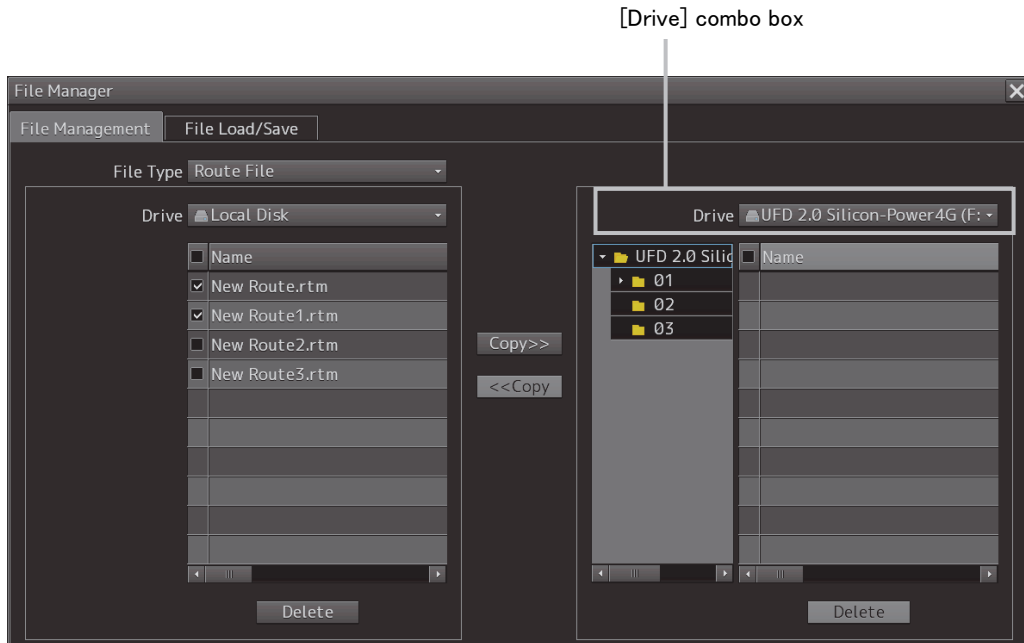 [Drive] combo box
File Manager
File Management
File Load/Save
File Type
Route File
Drive
Local Disk
Name
New Route.rtm
New Route1.rtm
New Route2.rtm
New Route3.rtm
Delete
Copy>>
<<Copy
Drive
UFD 2.0 Silicon-Power4G (F:
UFD 2.0 Silic
01
02
03
Name
Delete